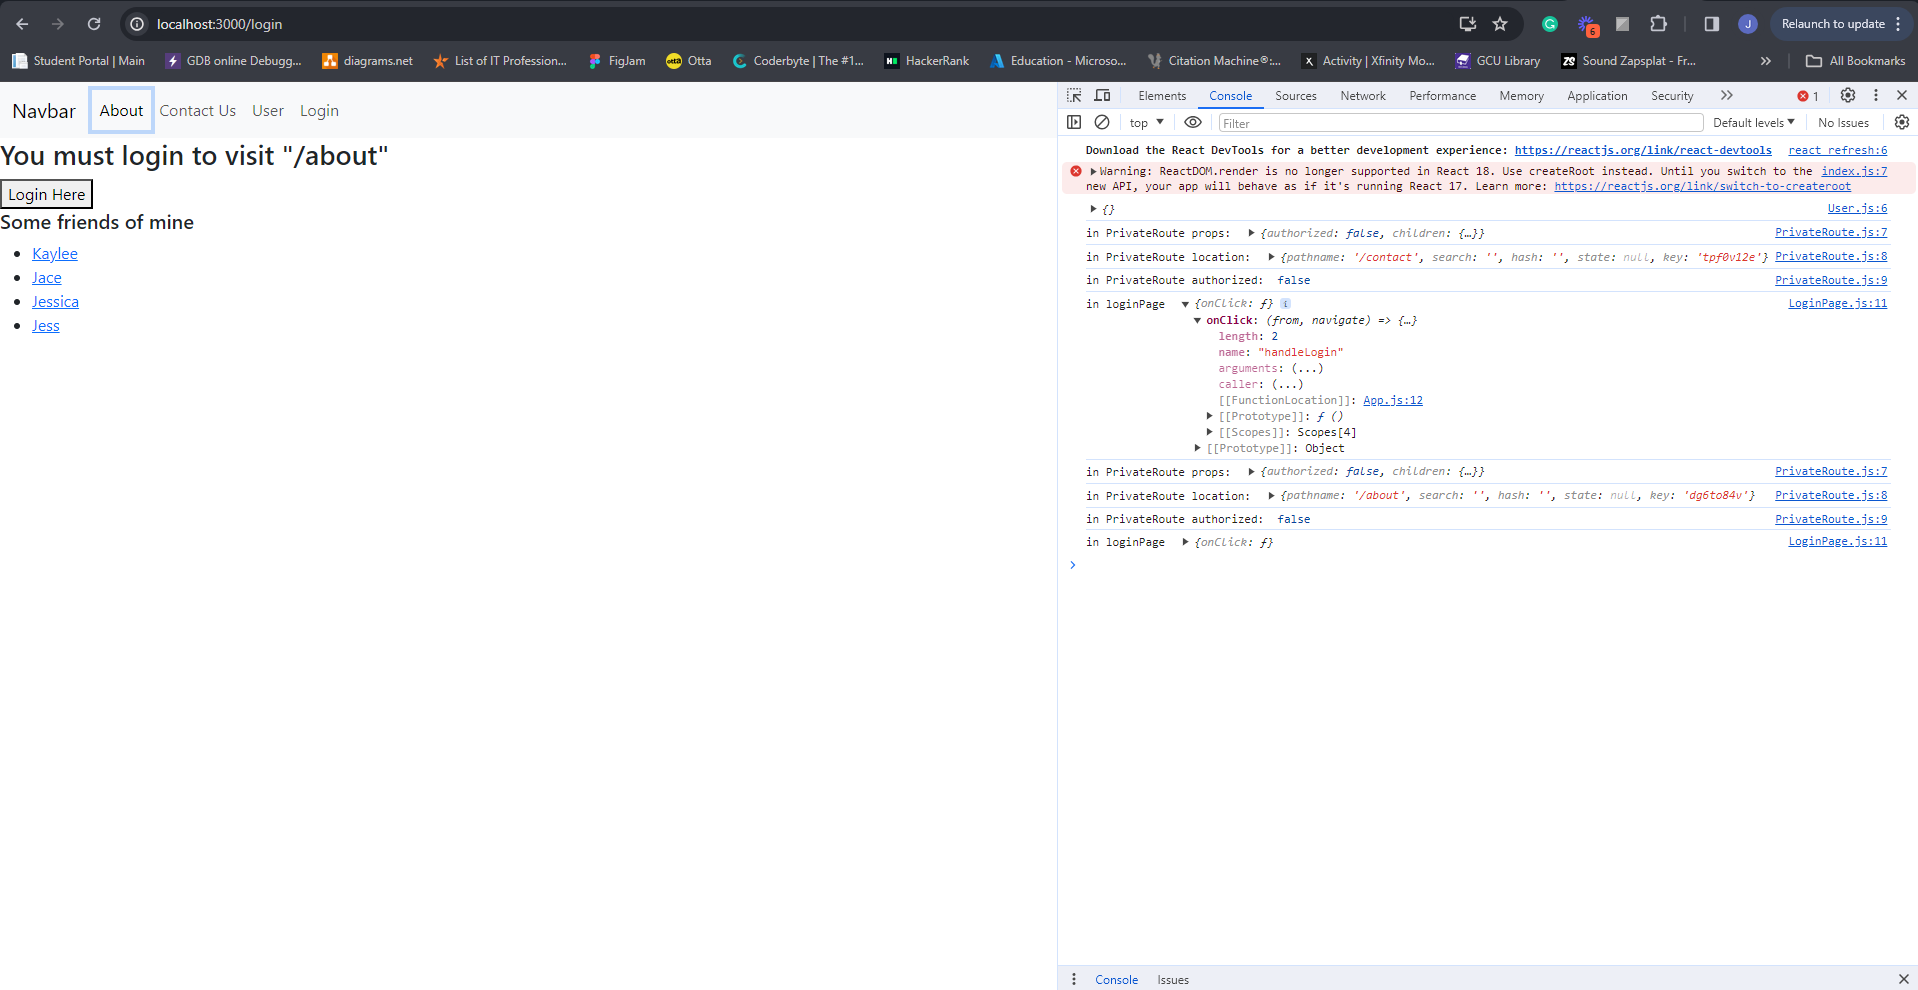 localhost:3000/login
6
J
Relaunch to update
Student Portal | Main
GDB online Debugg...
diagrams.net
List of IT Profession...
FigJam
otta Otta
Coderbyte | The #1...
HackerRank
Education - Microso...
Citation Machine®:...
X Activity | Xfinity Mo...
GCU Library
ZS Sound Zapsplat - Fr...
All Bookmarks
Navbar About Contact Us User Login
You must login to visit "/about"
Login Here
Some friends of mine
Kaylee
Jace
Jessica
Jess
Elements Console Sources Network Performance Memory Application Security 1
top Filter Default levels No Issues
Download the React DevTools for a better development experience: https://reactjs.org/link/react-devtools react refresh:6
Warning: ReactDOM.render is no longer supported in React 18. Use createRoot instead. Until you switch to the index.js:7
new API, your app will behave as if it's running React 17. Learn more: https://reactjs.org/link/switch-to-createroot
{} User.js:6
in PrivateRoute props: {authorized: false, children: {…}} PrivateRoute.js:7
in PrivateRoute location: {pathname: '/contact', search: '', hash: '', state: null, key: 'tpf0v12e'} PrivateRoute.js:8
in PrivateRoute authorized: false PrivateRoute.js:9
in loginPage {onClick: ƒ} i LoginPage.js:11
onClick: (from, navigate) => {…}
length: 2
name: "handleLogin"
arguments: (...)
caller: (...)
[[FunctionLocation]]: App.js:12
[[Prototype]]: ƒ ()
[[Scopes]]: Scopes[4]
[[Prototype]]: Object
in PrivateRoute props: {authorized: false, children: {…}} PrivateRoute.js:7
in PrivateRoute location: {pathname: '/about', search: '', hash: '', state: null, key: 'dg6to84v'} PrivateRoute.js:8
in PrivateRoute authorized: false PrivateRoute.js:9
in loginPage {onClick: ƒ} LoginPage.js:11
Console Issues